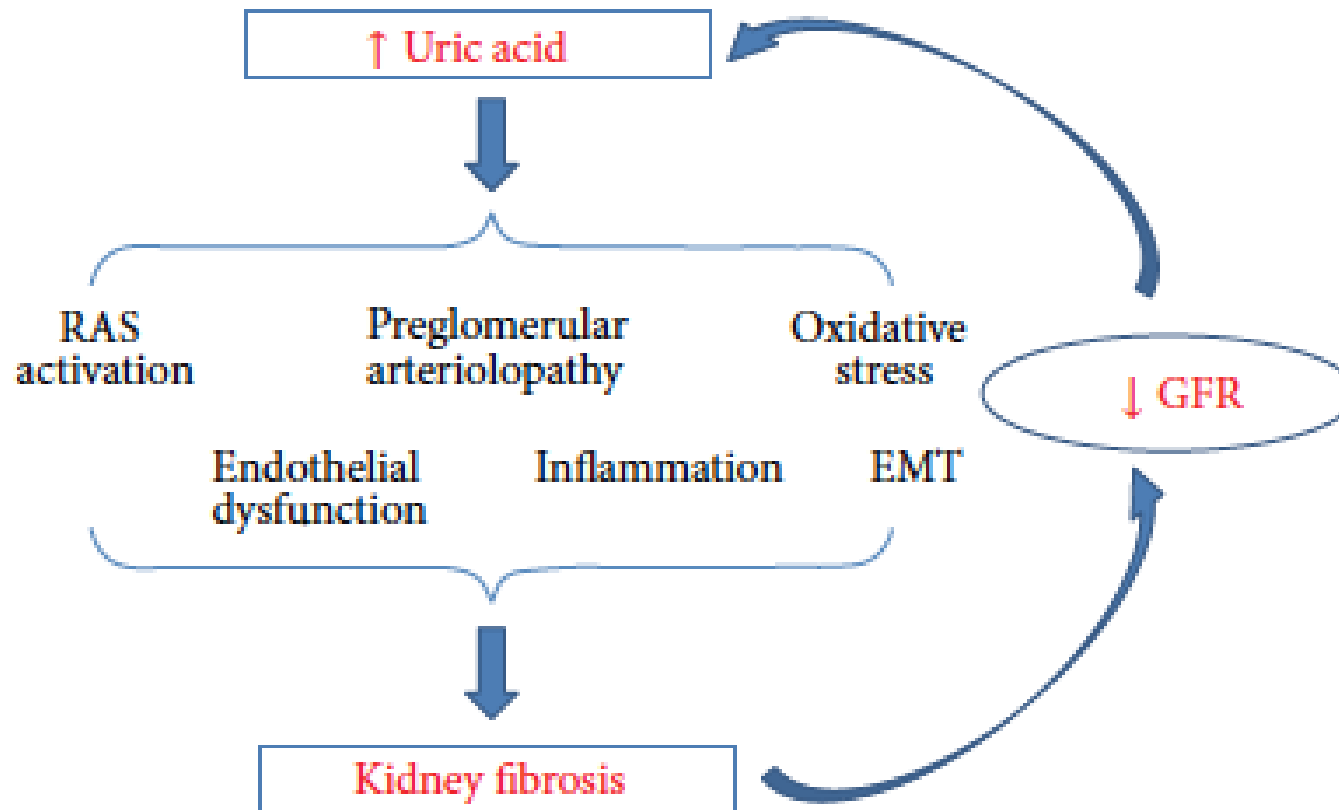 ↑ Uric acid
RAS
activation
Preglomerular
arteriolopathy
Oxidative
stress
↓ GFR
Endothelial
dysfunction
Inflammation
EMT
Kidney fibrosis